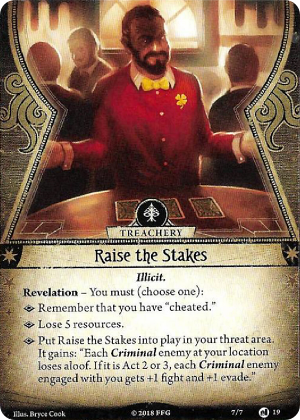 TREACHERY
Raise the Stakes
Illicit.
Revelation – You must (choose one):
Remember that you have "cheated."
Lose 5 resources.
Put Raise the Stakes into play in your threat area.
It gains: "Each Criminal enemy at your location
loses aloof. If it is Act 2 or 3, each Criminal enemy
engaged with you gets +1 fight and +1 evade."
Illus. Bryce Cook © 2018 FFG 7/7 19